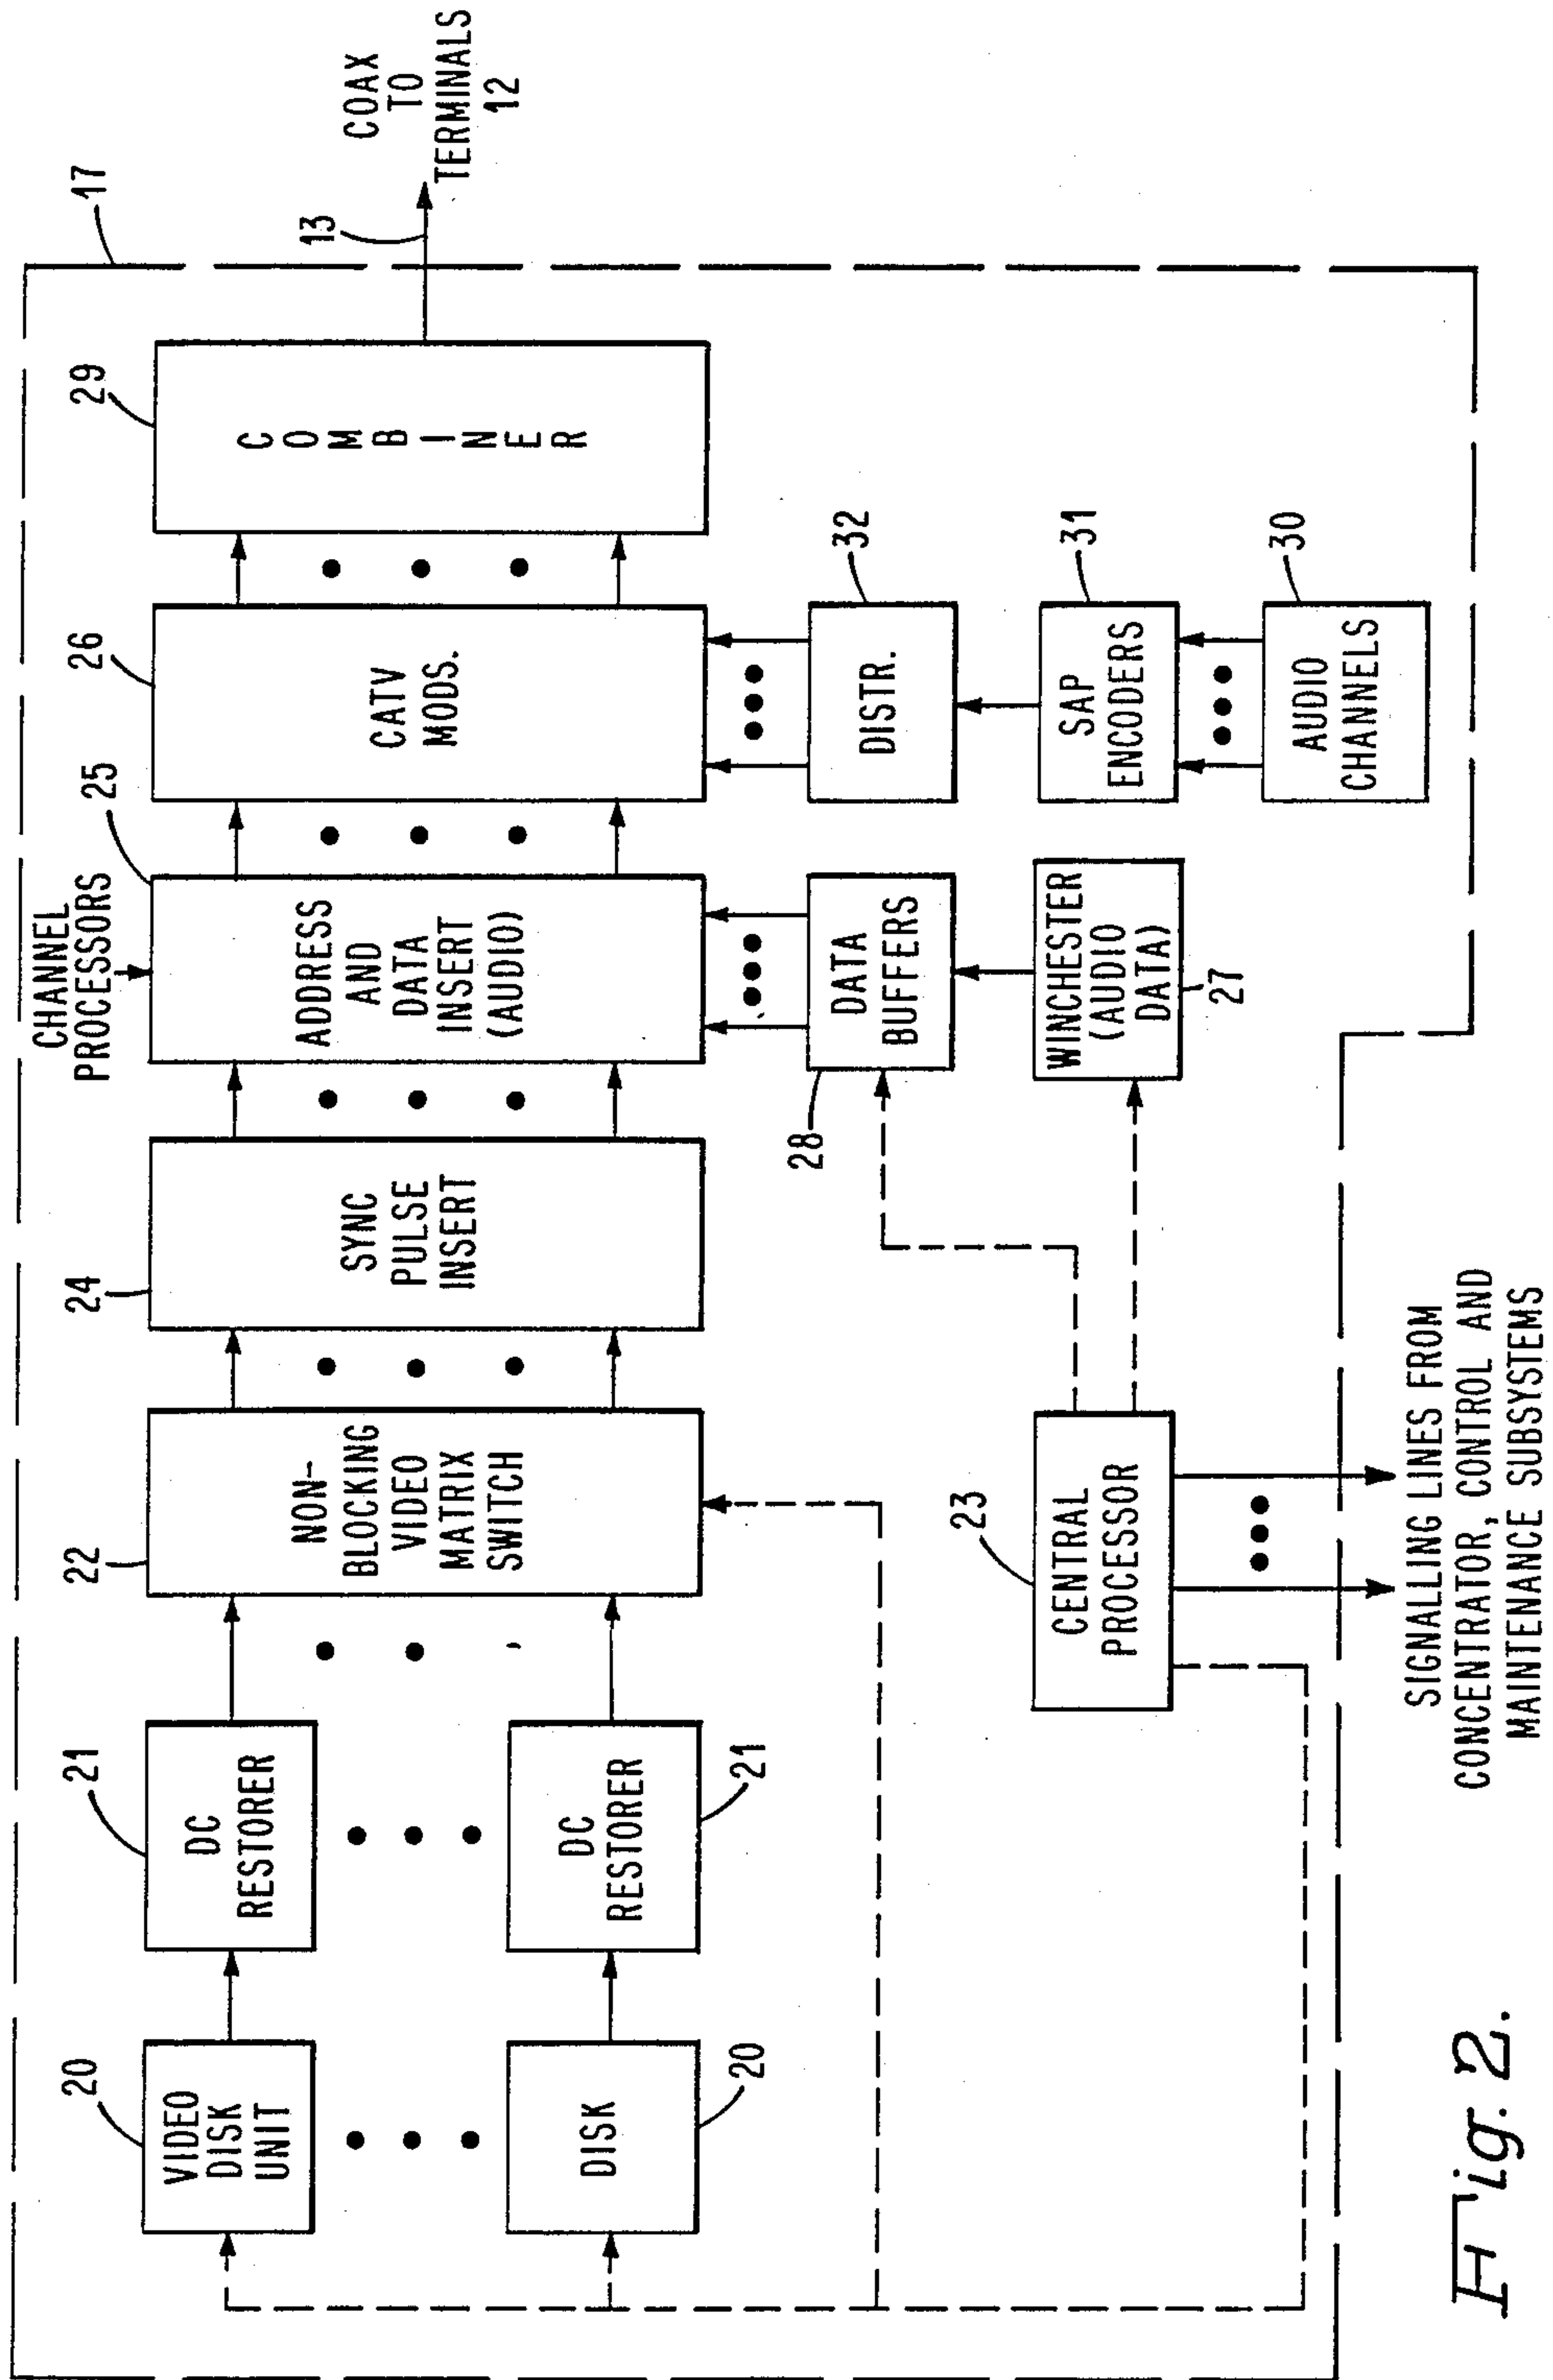 17
13
COAX
TO
TERMINALS
12
20
VIDEO
DISK
UNIT
21
DC
RESTORER
22
NON-
BLOCKING
VIDEO
MATRIX
SWITCH
24
SYNC
PULSE
INSERT
CHANNEL
PROCESSORS
25
ADDRESS
AND
DATA
INSERT
(AUDIO)
26
CATV
MODS.
29
COMBINER
DISK
20
DC
RESTORER
21
28
DATA
BUFFERS
DISTR.
32
23
CENTRAL
PROCESSOR
WINCHESTER
(AUDIO
DATA)
27
SAP
ENCODERS
31
AUDIO
CHANNELS
30
SIGNALLING LINES FROM
CONCENTRATOR, CONTROL AND
MAINTENANCE SUBSYSTEMS
Fig. 2.